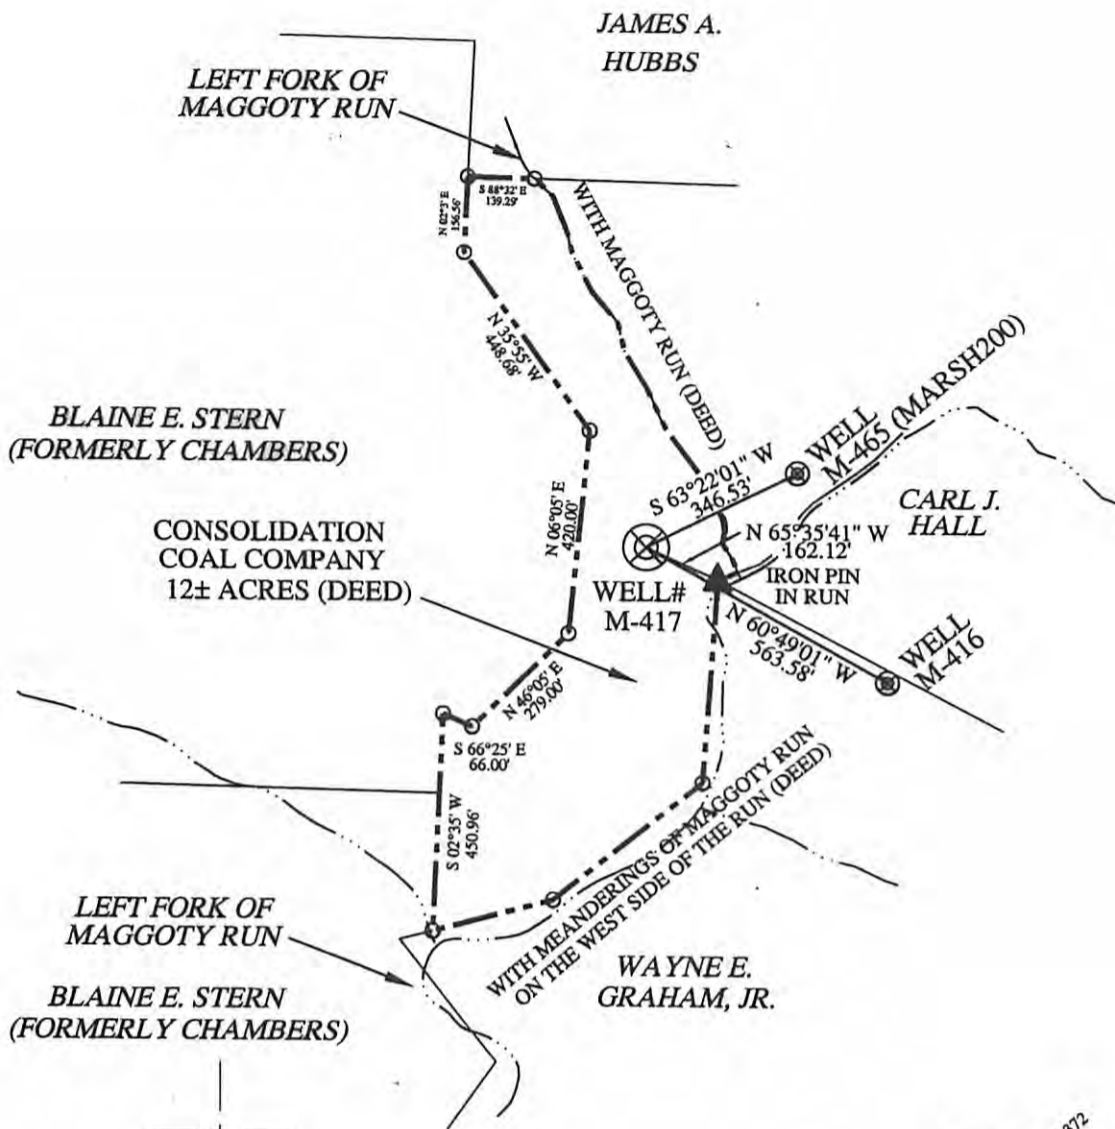 JAMES A.
HUBBS
LEFT FORK OF
MAGGOTY RUN
S 88°32' E
139.29'
N 02°3' E
156.56'
WITH MAGGOTY RUN (DEED)
N 35°55' W
448.68'
BLAINE E. STERN
(FORMERLY CHAMBERS)
WELL
M-465 (MARSH200)
S 63°22'01" W
346.53'
CARL J.
HALL
N 06°05' E
420.00'
CONSOLIDATION
COAL COMPANY
12± ACRES (DEED)
N 65°35'41" W
162.12'
IRON PIN
IN RUN
WELL#
M-417
N 60°49'01" W
563.58'
WELL
M-416
N 46°05' E
279.00'
S 66°25' E
66.00'
S 02°35' W
450.96'
WITH MEANDERINGS OF MAGGOTY RUN
ON THE WEST SIDE OF THE RUN (DEED)
LEFT FORK OF
MAGGOTY RUN
WAYNE E.
GRAHAM, JR.
BLAINE E. STERN
(FORMERLY CHAMBERS)
372